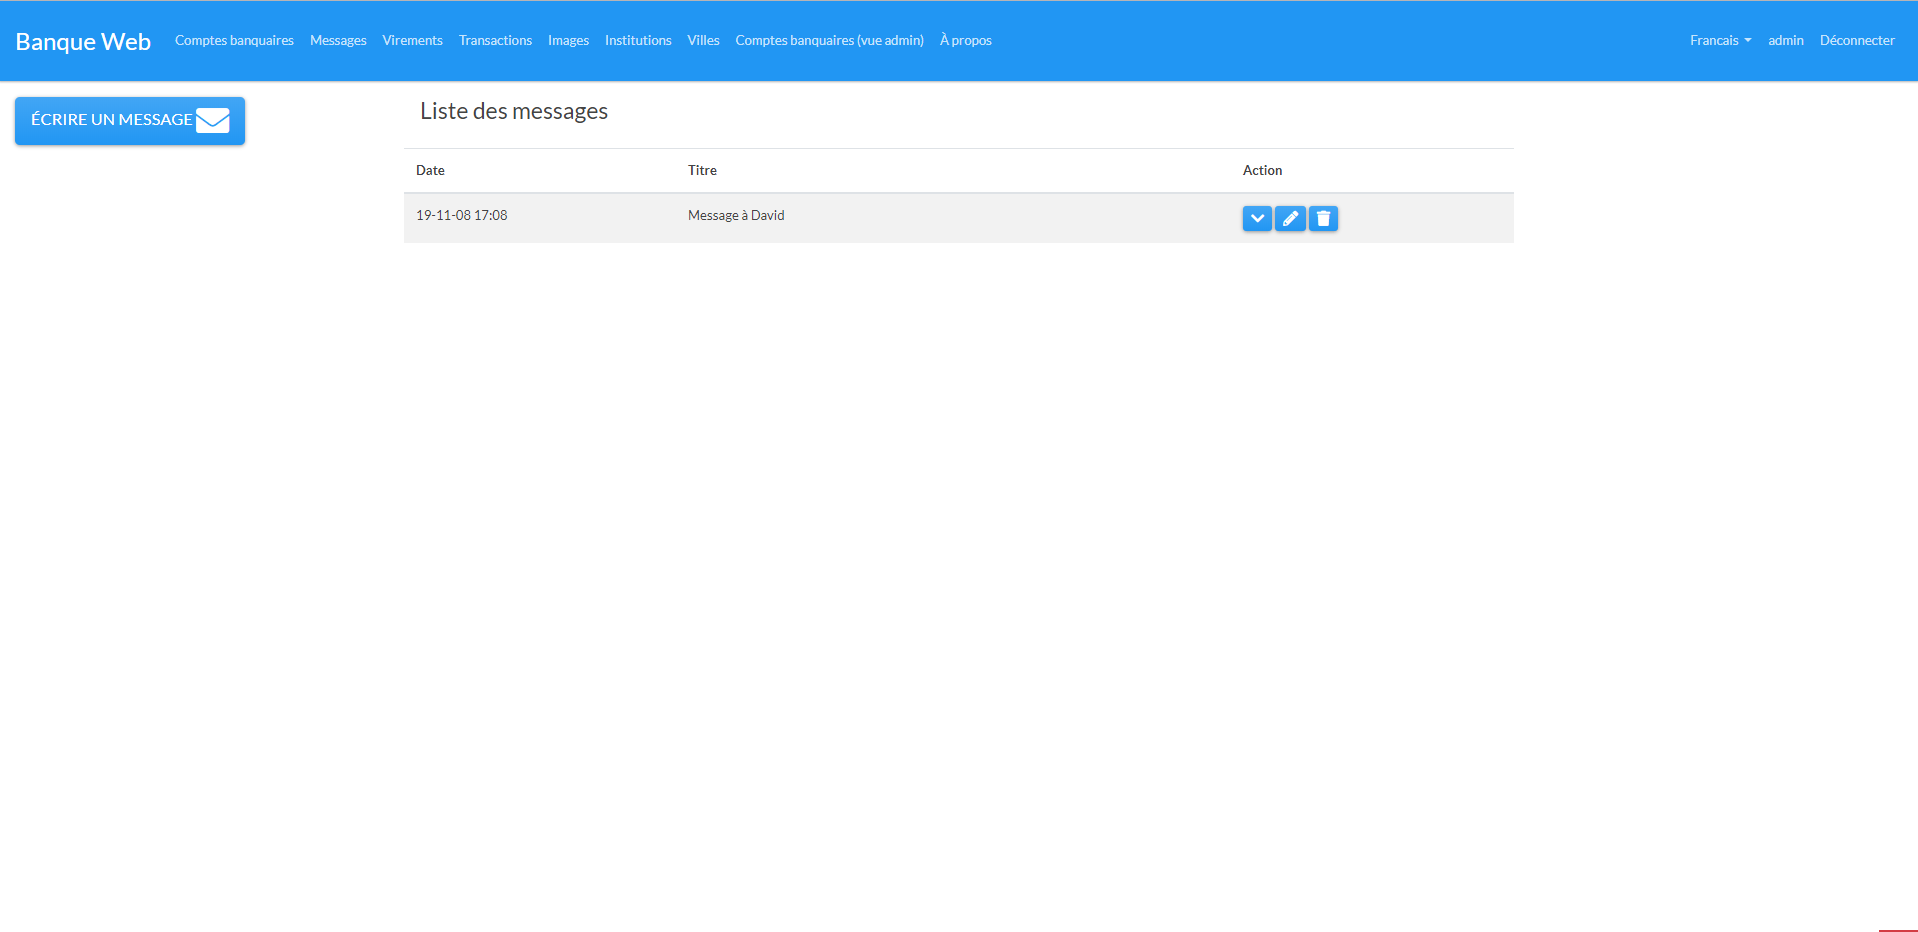 Banque Web Comptes banquaires Messages Virements Transactions Images Institutions Villes Comptes banquaires (vue admin) À propos Francais admin Déconnecter
ÉCRIRE UN MESSAGE
Liste des messages
Date Titre Action
19-11-08 17:08 Message à David